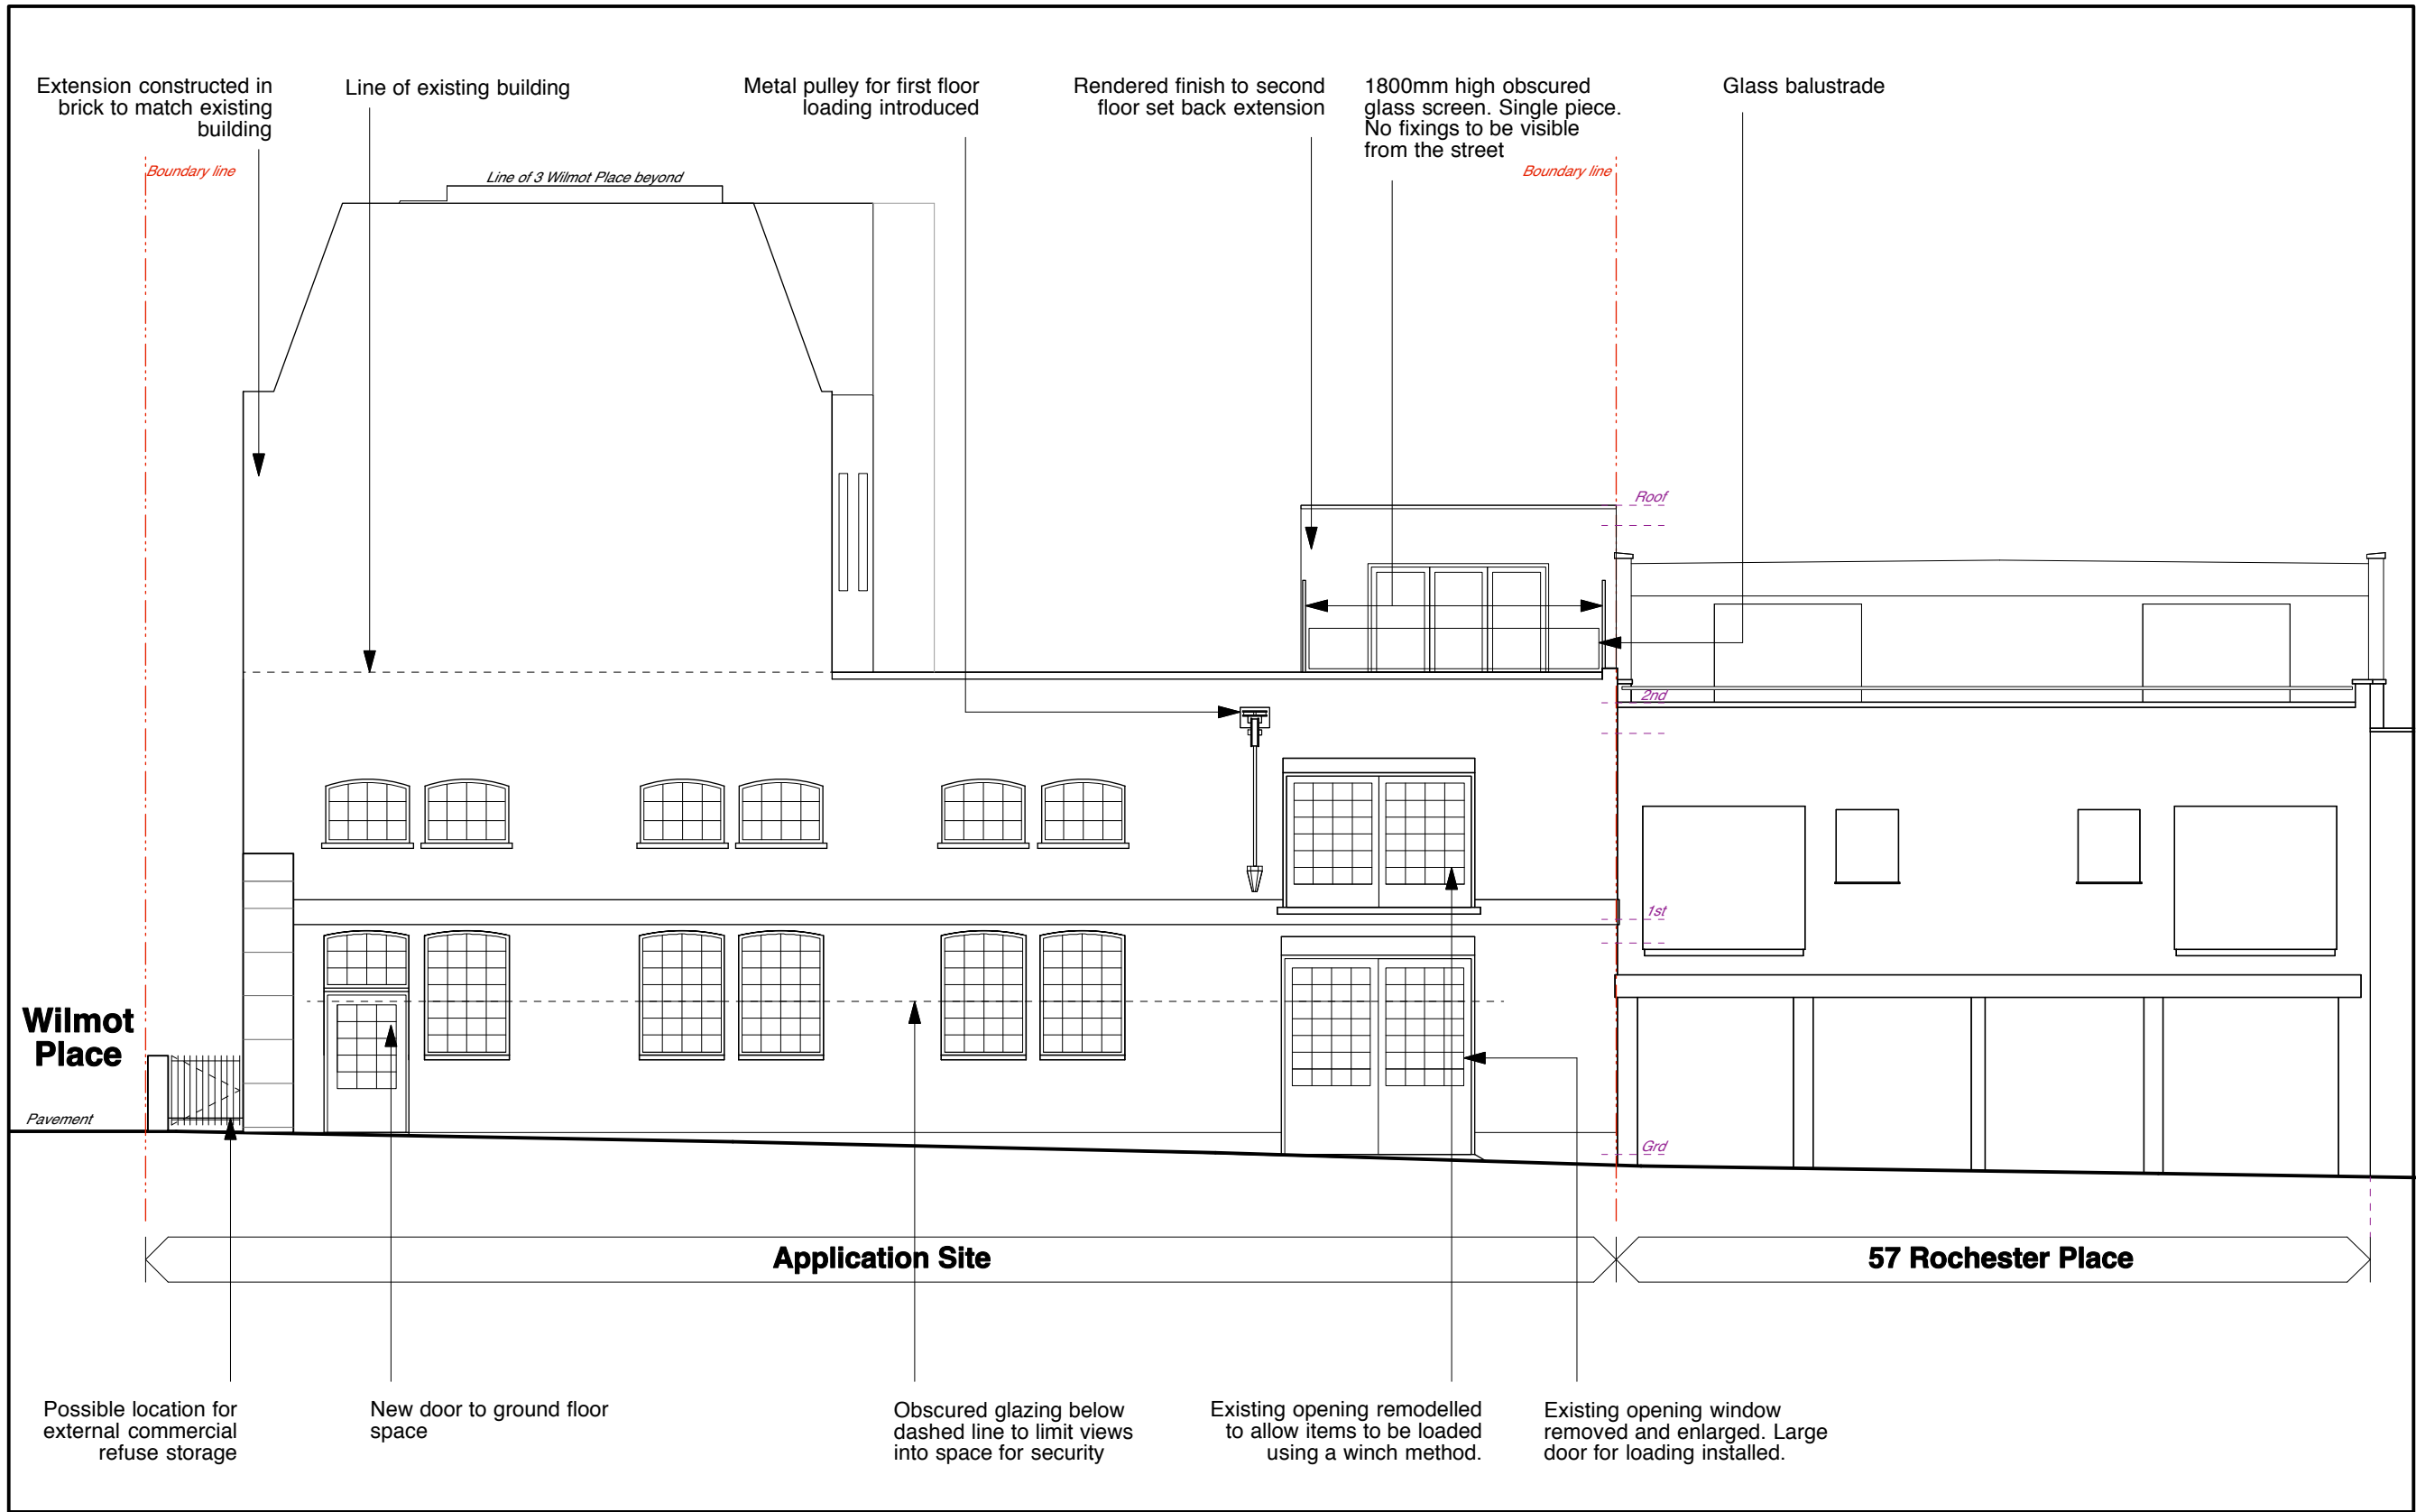 Extension constructed in
brick to match existing
building
Line of existing building
Metal pulley for first floor
loading introduced
Rendered finish to second
floor set back extension
1800mm high obscured
glass screen. Single piece.
No fixings to be visible
from the street
Glass balustrade
Boundary line
Line of 3 Wilmot Place beyond
Boundary line
Roof
2nd
1st
Wilmot
Place
Pavement
Grd
Application Site
57 Rochester Place
Possible location for
external commercial
refuse storage
New door to ground floor
space
Obscured glazing below
dashed line to limit views
into space for security
Existing opening remodelled
to allow items to be loaded
using a winch method.
Existing opening window
removed and enlarged. Large
door for loading installed.